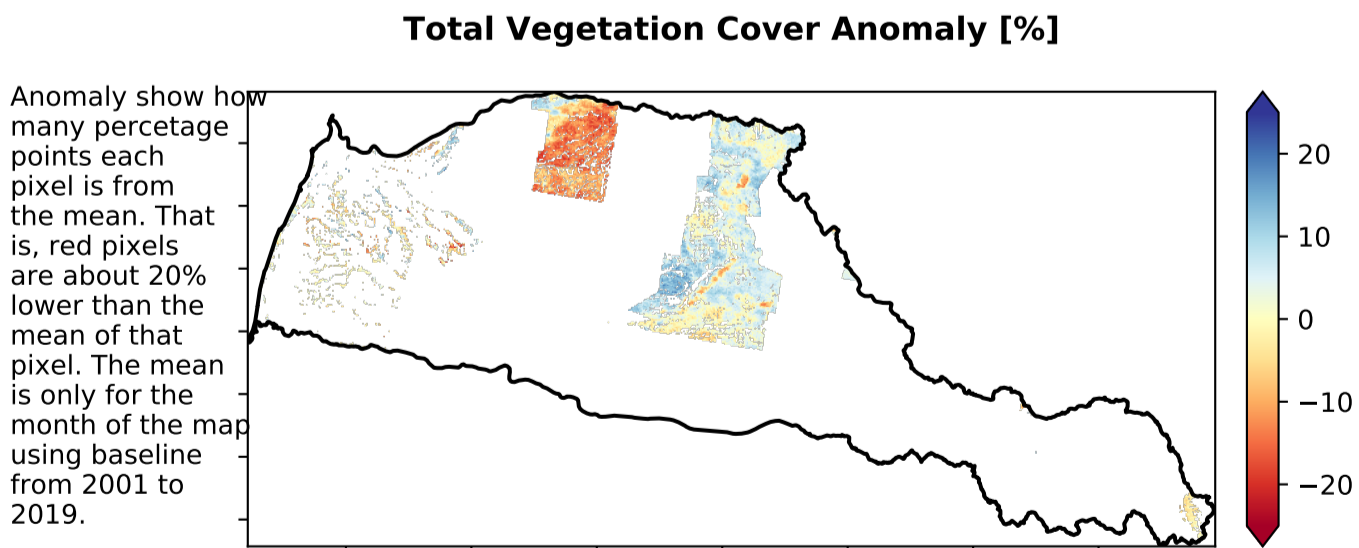 Total Vegetation Cover Anomaly [%]
Anomaly show how
many percetage
points each
pixel is from
the mean. That
is, red pixels
are about 20%
lower than the
mean of that
pixel. The mean
is only for the
month of the map
using baseline
from 2001 to
2019.
20
10
0
−10
−20